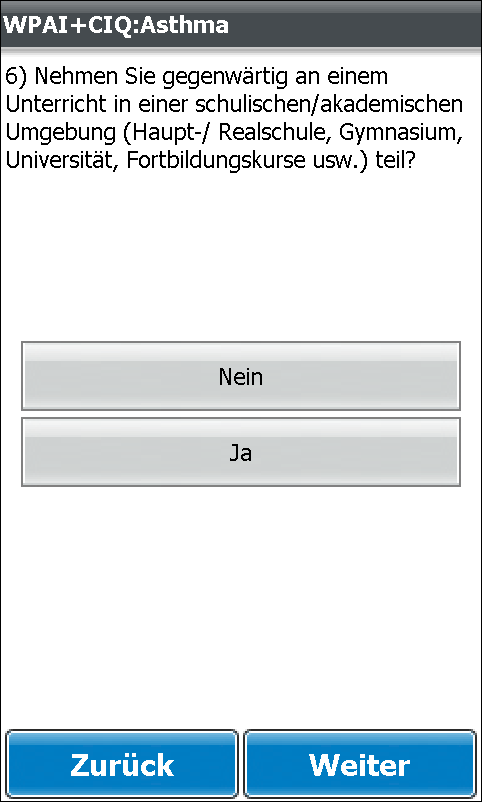 WPAI+CIQ:Asthma
6) Nehmen Sie gegenwärtig an einem
Unterricht in einer schulischen/akademischen
Umgebung (Haupt-/ Realschule, Gymnasium,
Universität, Fortbildungskurse usw.) teil?
Nein
Ja
Zurück
Weiter